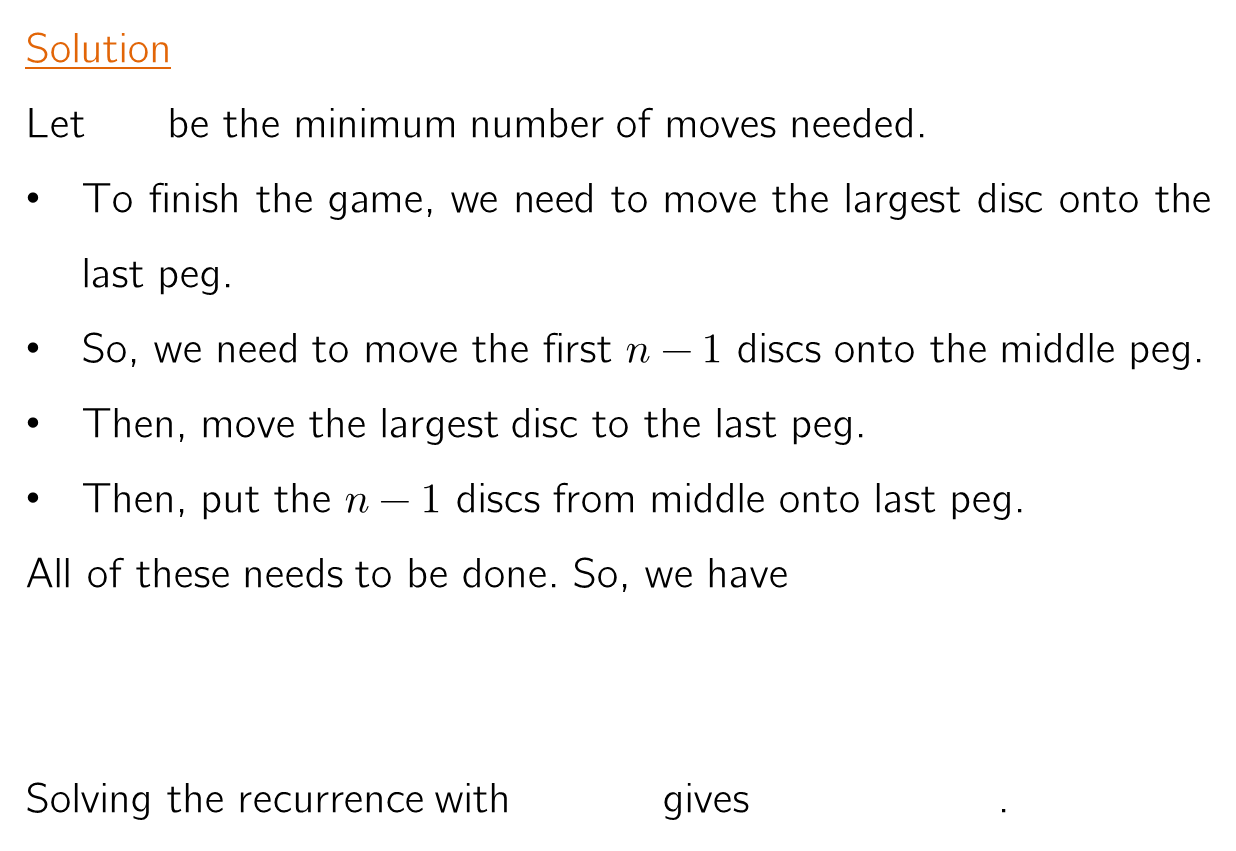 Solution
Let be the minimum number of moves needed.
• To finish the game, we need to move the largest disc onto the
last peg.
• So, we need to move the first n − 1 discs onto the middle peg.
• Then, move the largest disc to the last peg.
• Then, put the n − 1 discs from middle onto last peg.
All of these needs to be done. So, we have
Solving the recurrence with gives .